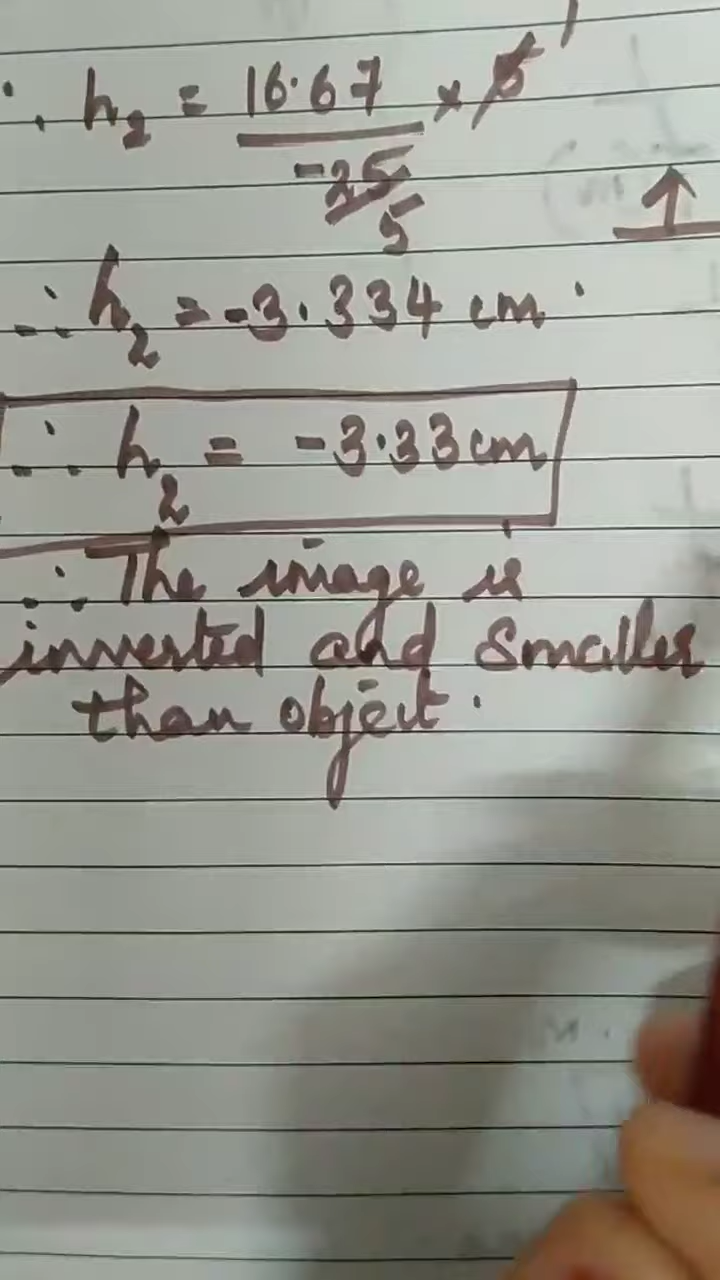 ∴ h₂ = 16.67 / -25 × 5 1
5
∴ h₂ = -3.334 cm.
∴ h₂ = -3.33 cm
∴ The image is
inverted and smaller
than object.